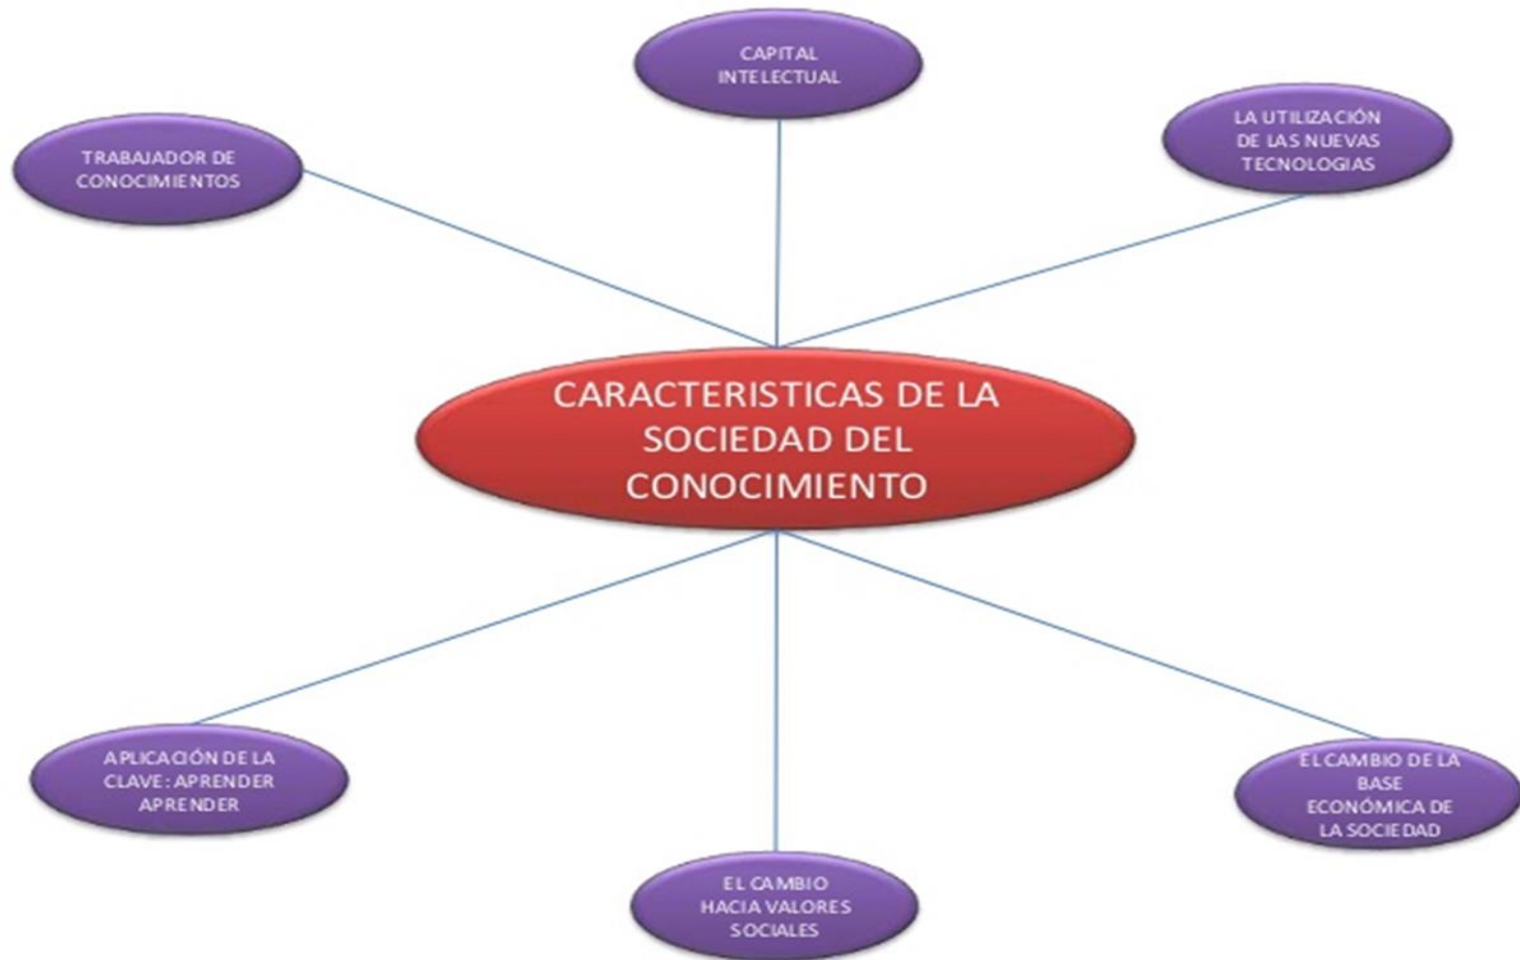 CAPITAL
INTELECTUAL
LA UTILIZACIÓN
DE LAS NUEVAS
TECNOLOGIAS
TRABAJADOR DE
CONOCIMIENTOS
CARACTERISTICAS DE LA
SOCIEDAD DEL
CONOCIMIENTO
APLICACIÓN DE LA
CLAVE: APRENDER
APRENDER
EL CAMBIO DE LA
BASE
ECONÓMICA DE
LA SOCIEDAD
EL CAMBIO
HACIA VALORES
SOCIALES